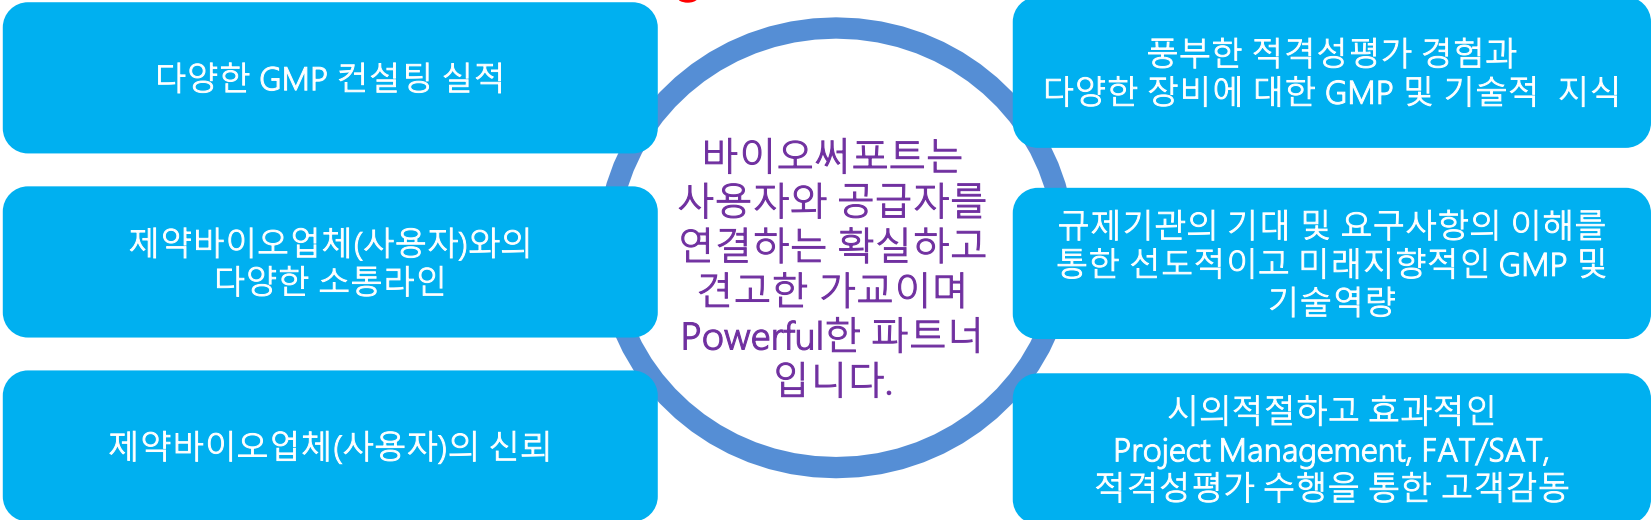 다양한 GMP 컨설팅 실적
제약바이오업체(사용자)와의
다양한 소통라인
제약바이오업체(사용자)의 신뢰
바이오써포트는
사용자와 공급자를
연결하는 확실하고
견고한 가교이며
Powerful한 파트너
입니다.
풍부한 적격성평가 경험과
다양한 장비에 대한 GMP 및 기술적 지식
규제기관의 기대 및 요구사항의 이해를
통한 선도적이고 미래지향적인 GMP 및
기술역량
시의적절하고 효과적인
Project Management, FAT/SAT,
적격성평가 수행을 통한 고객감동